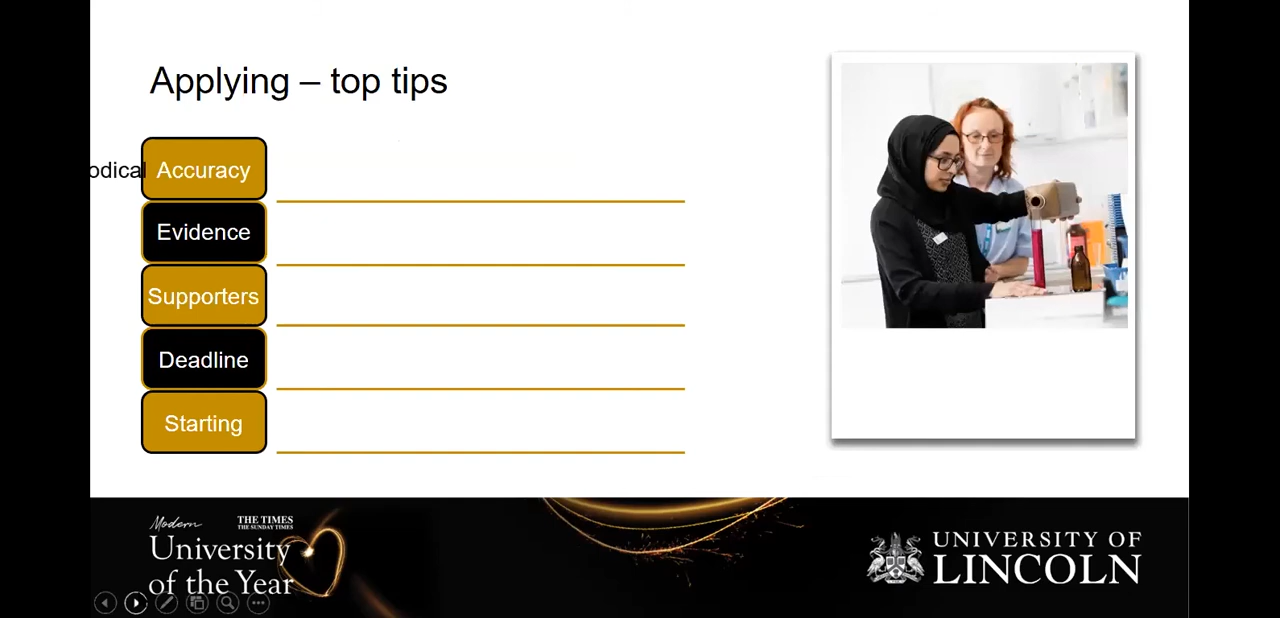 Applying – top tips
odical Accuracy
Evidence
Supporters
Deadline
Starting
Modern
THE TIMES
THE SUNDAY TIMES
University
of the Year
UNIVERSITY OF
LINCOLN